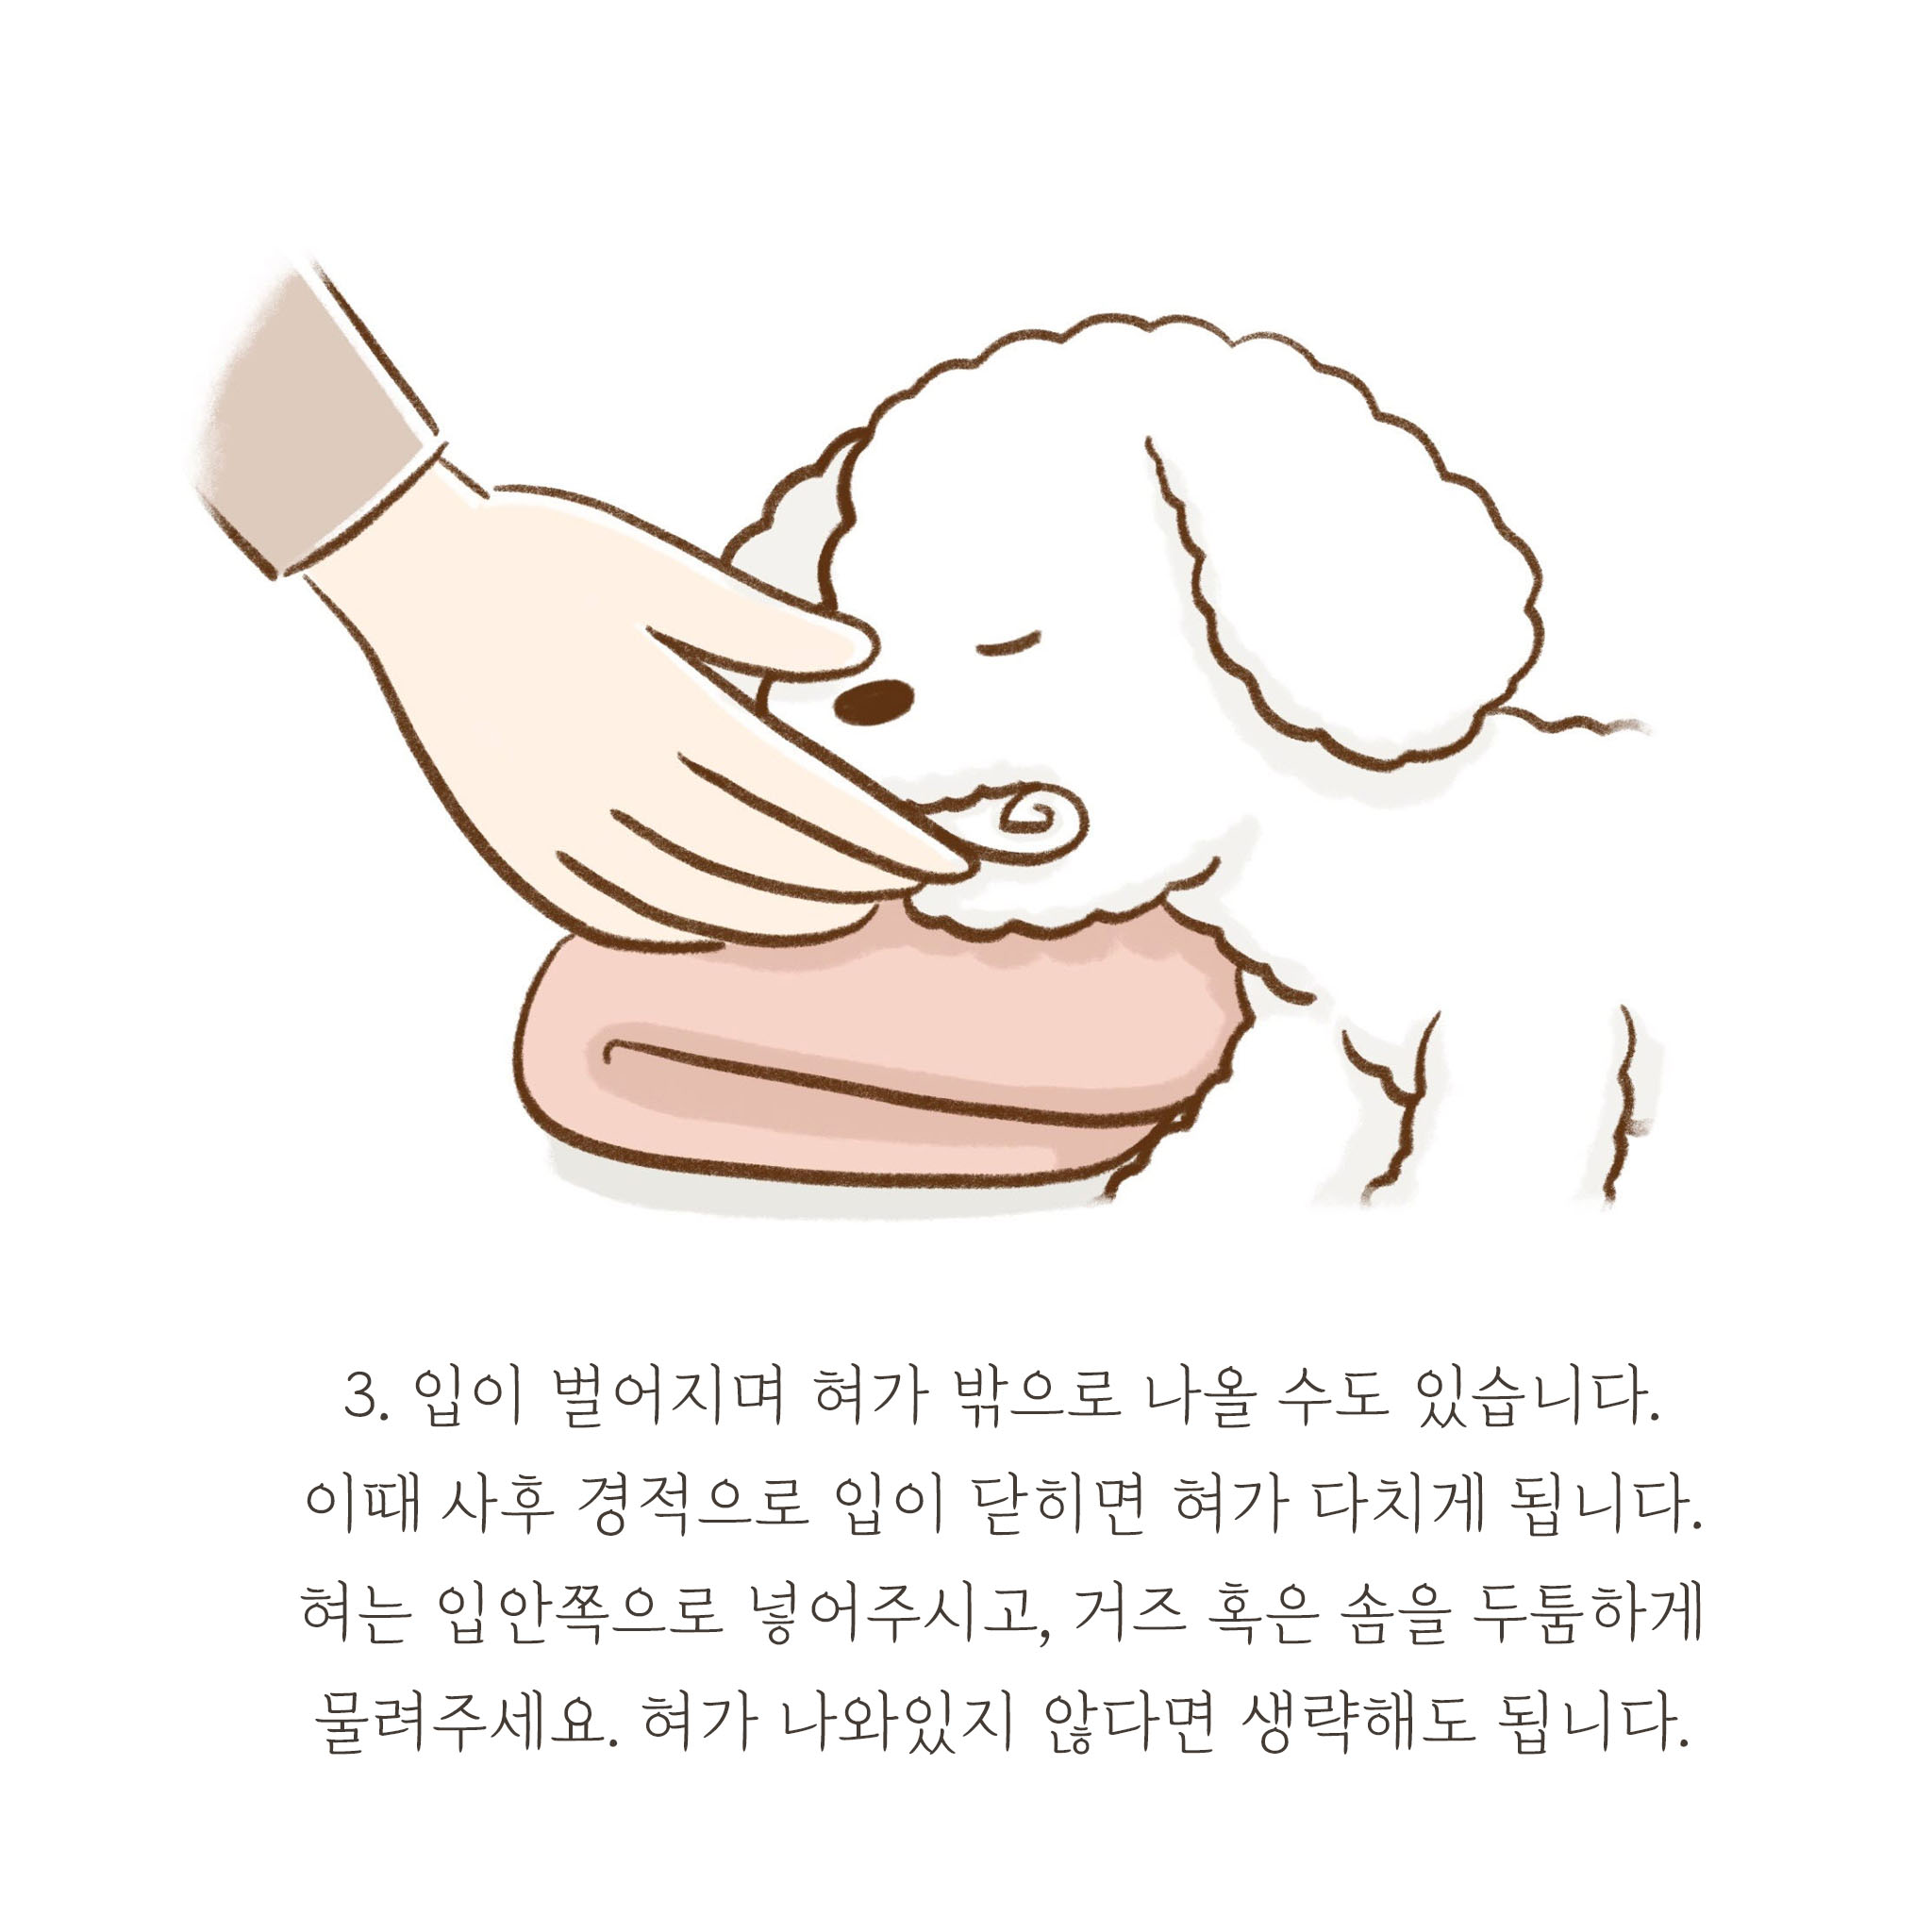 3. 입이 벌어지며 혀가 밖으로 나올 수도 있습니다.
이때 사후 경적으로 입이 닫히면 혀가 다치게 됩니다.
혀는 입안쪽으로 넣어주시고, 거즈 혹은 솜을 두툼하게
물려주세요. 혀가 나와있지 않다면 생략해도 됩니다.